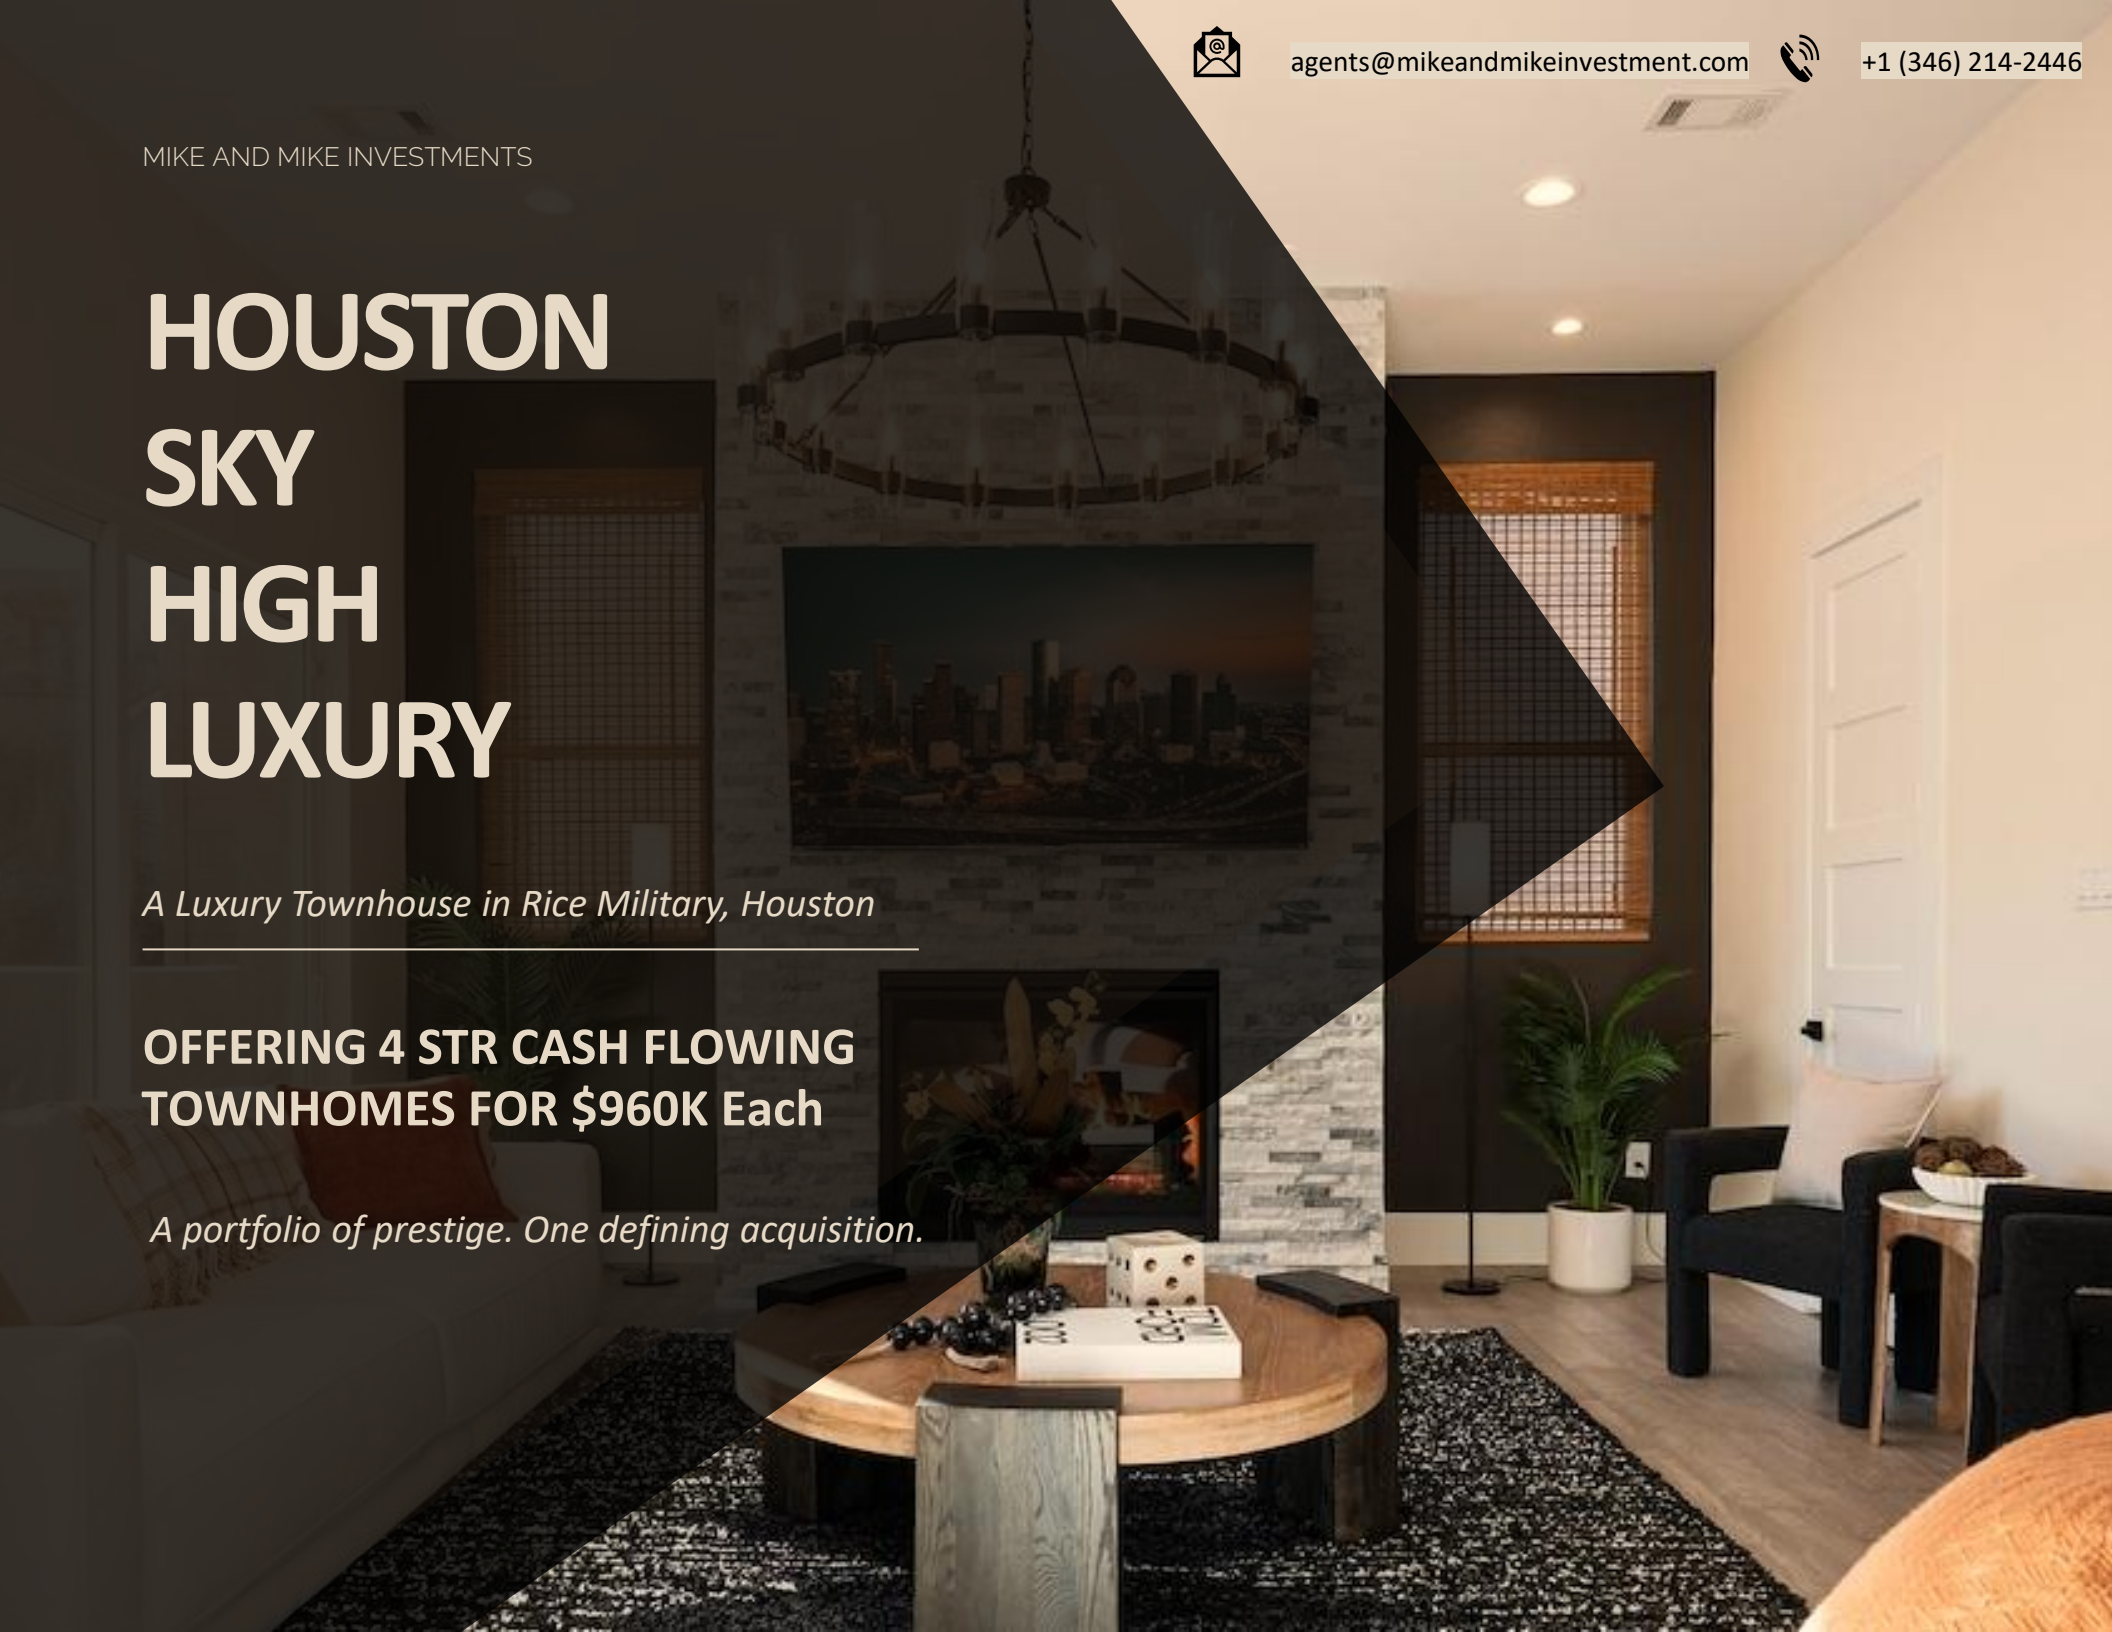 agents@mikeandmikeinvestment.com
+1 (346) 214-2446
MIKE AND MIKE INVESTMENTS
HOUSTON
SKY
HIGH
LUXURY
A Luxury Townhouse in Rice Military, Houston
OFFERING 4 STR CASH FLOWING
TOWNHOMES FOR $960K Each
A portfolio of prestige. One defining acquisition.